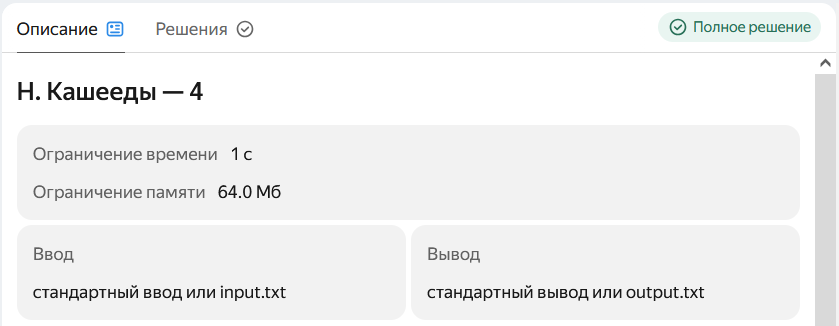 Описание Решения Полное решение
Н. Кашееды — 4
Ограничение времени 1 с
Ограничение памяти 64.0 Мб
Ввод Вывод
стандартный ввод или input.txt стандартный вывод или output.txt